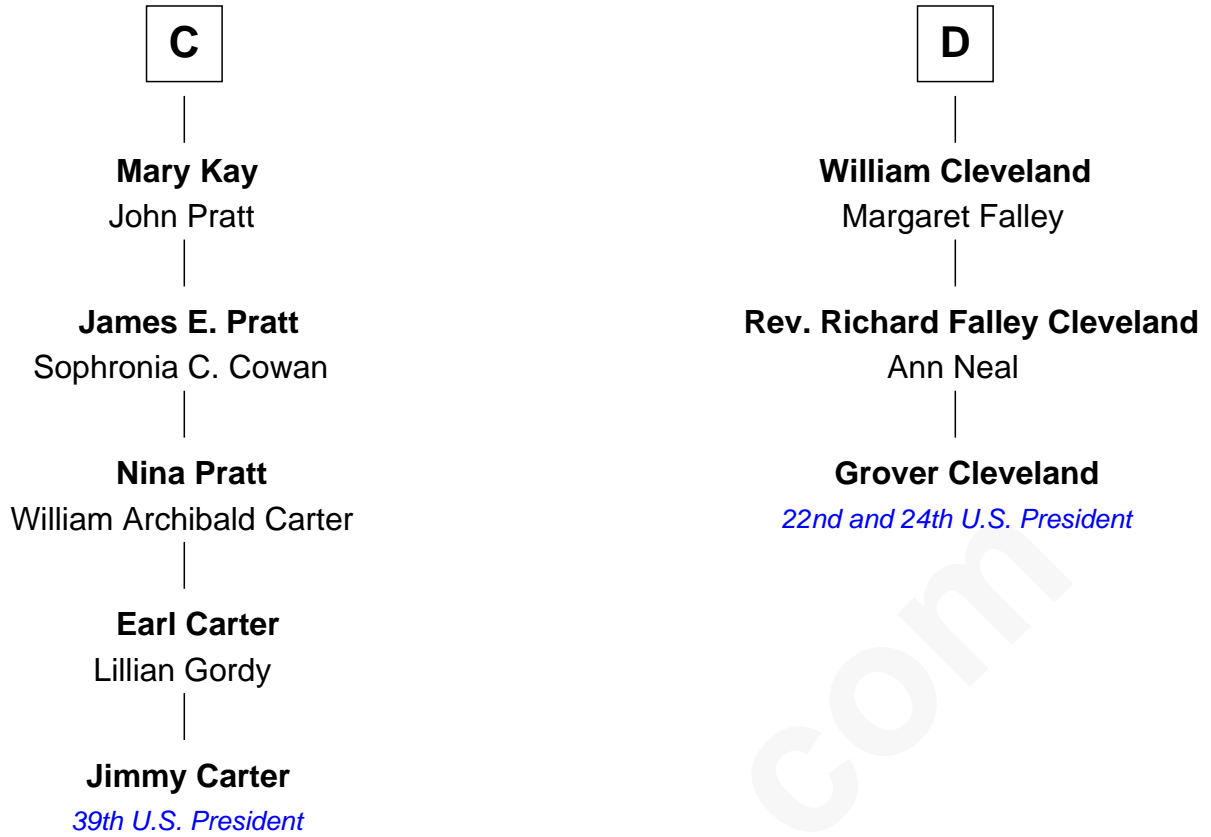 C
Mary Kay
John Pratt
James E. Pratt
Sophronia C. Cowan
Nina Pratt
William Archibald Carter
Earl Carter
Lillian Gordy
Jimmy Carter
39th U.S. President
D
William Cleveland
Margaret Falley
Rev. Richard Falley Cleveland
Ann Neal
Grover Cleveland
22nd and 24th U.S. President
com